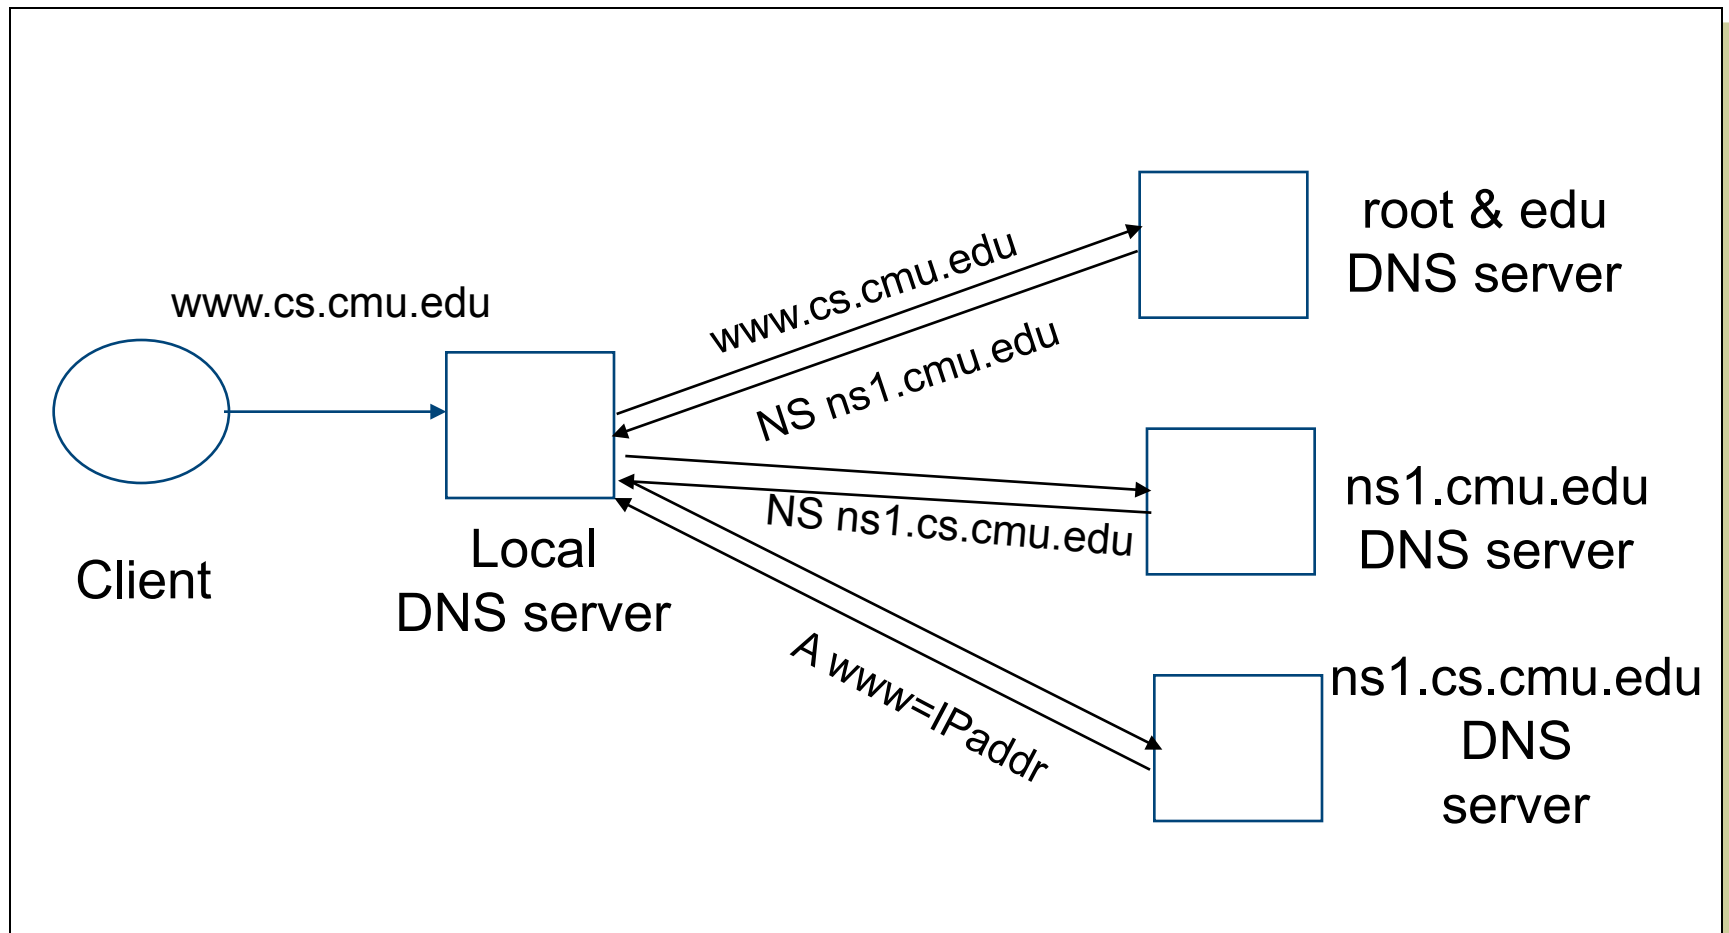 www.cs.cmu.edu
Client
Local
DNS server
www.cs.cmu.edu
NS ns1.cmu.edu
NS ns1.cs.cmu.edu
A www=IPaddr
root & edu
DNS server
ns1.cmu.edu
DNS server
ns1.cs.cmu.edu
DNS
server